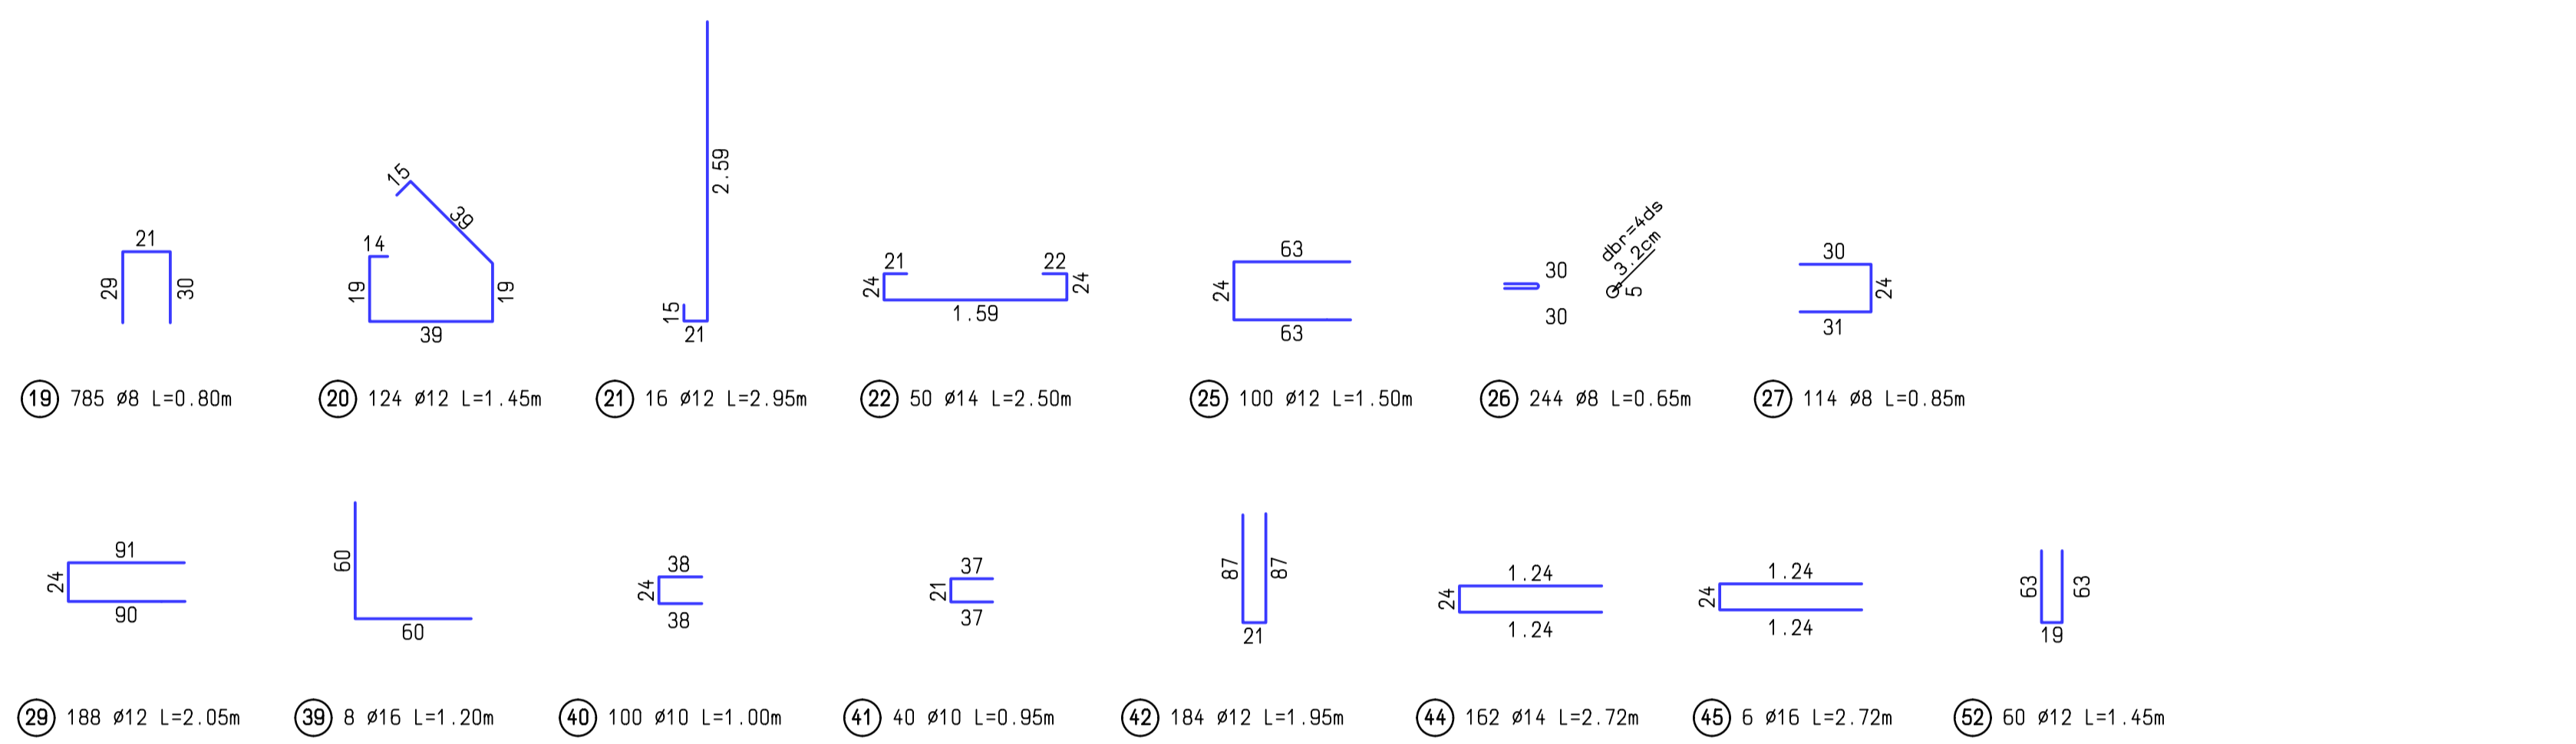 21
29
30
19 785 ø8 L=0.80m
15
39
14
19
19
39
20 124 ø12 L=1.45m
2.59
15
21
21 16 ø12 L=2.95m
21
22
24
24
1.59
22 50 ø14 L=2.50m
63
24
63
25 100 ø12 L=1.50m
30
30
dbr=4ds
3.2cm
5
26 244 ø8 L=0.65m
30
24
31
27 114 ø8 L=0.85m
91
24
90
29 188 ø12 L=2.05m
60
60
39 8 ø16 L=1.20m
38
24
38
40 100 ø10 L=1.00m
37
21
37
41 40 ø10 L=0.95m
87
87
21
42 184 ø12 L=1.95m
1.24
24
1.24
44 162 ø14 L=2.72m
1.24
24
1.24
45 6 ø16 L=2.72m
63
63
19
52 60 ø12 L=1.45m